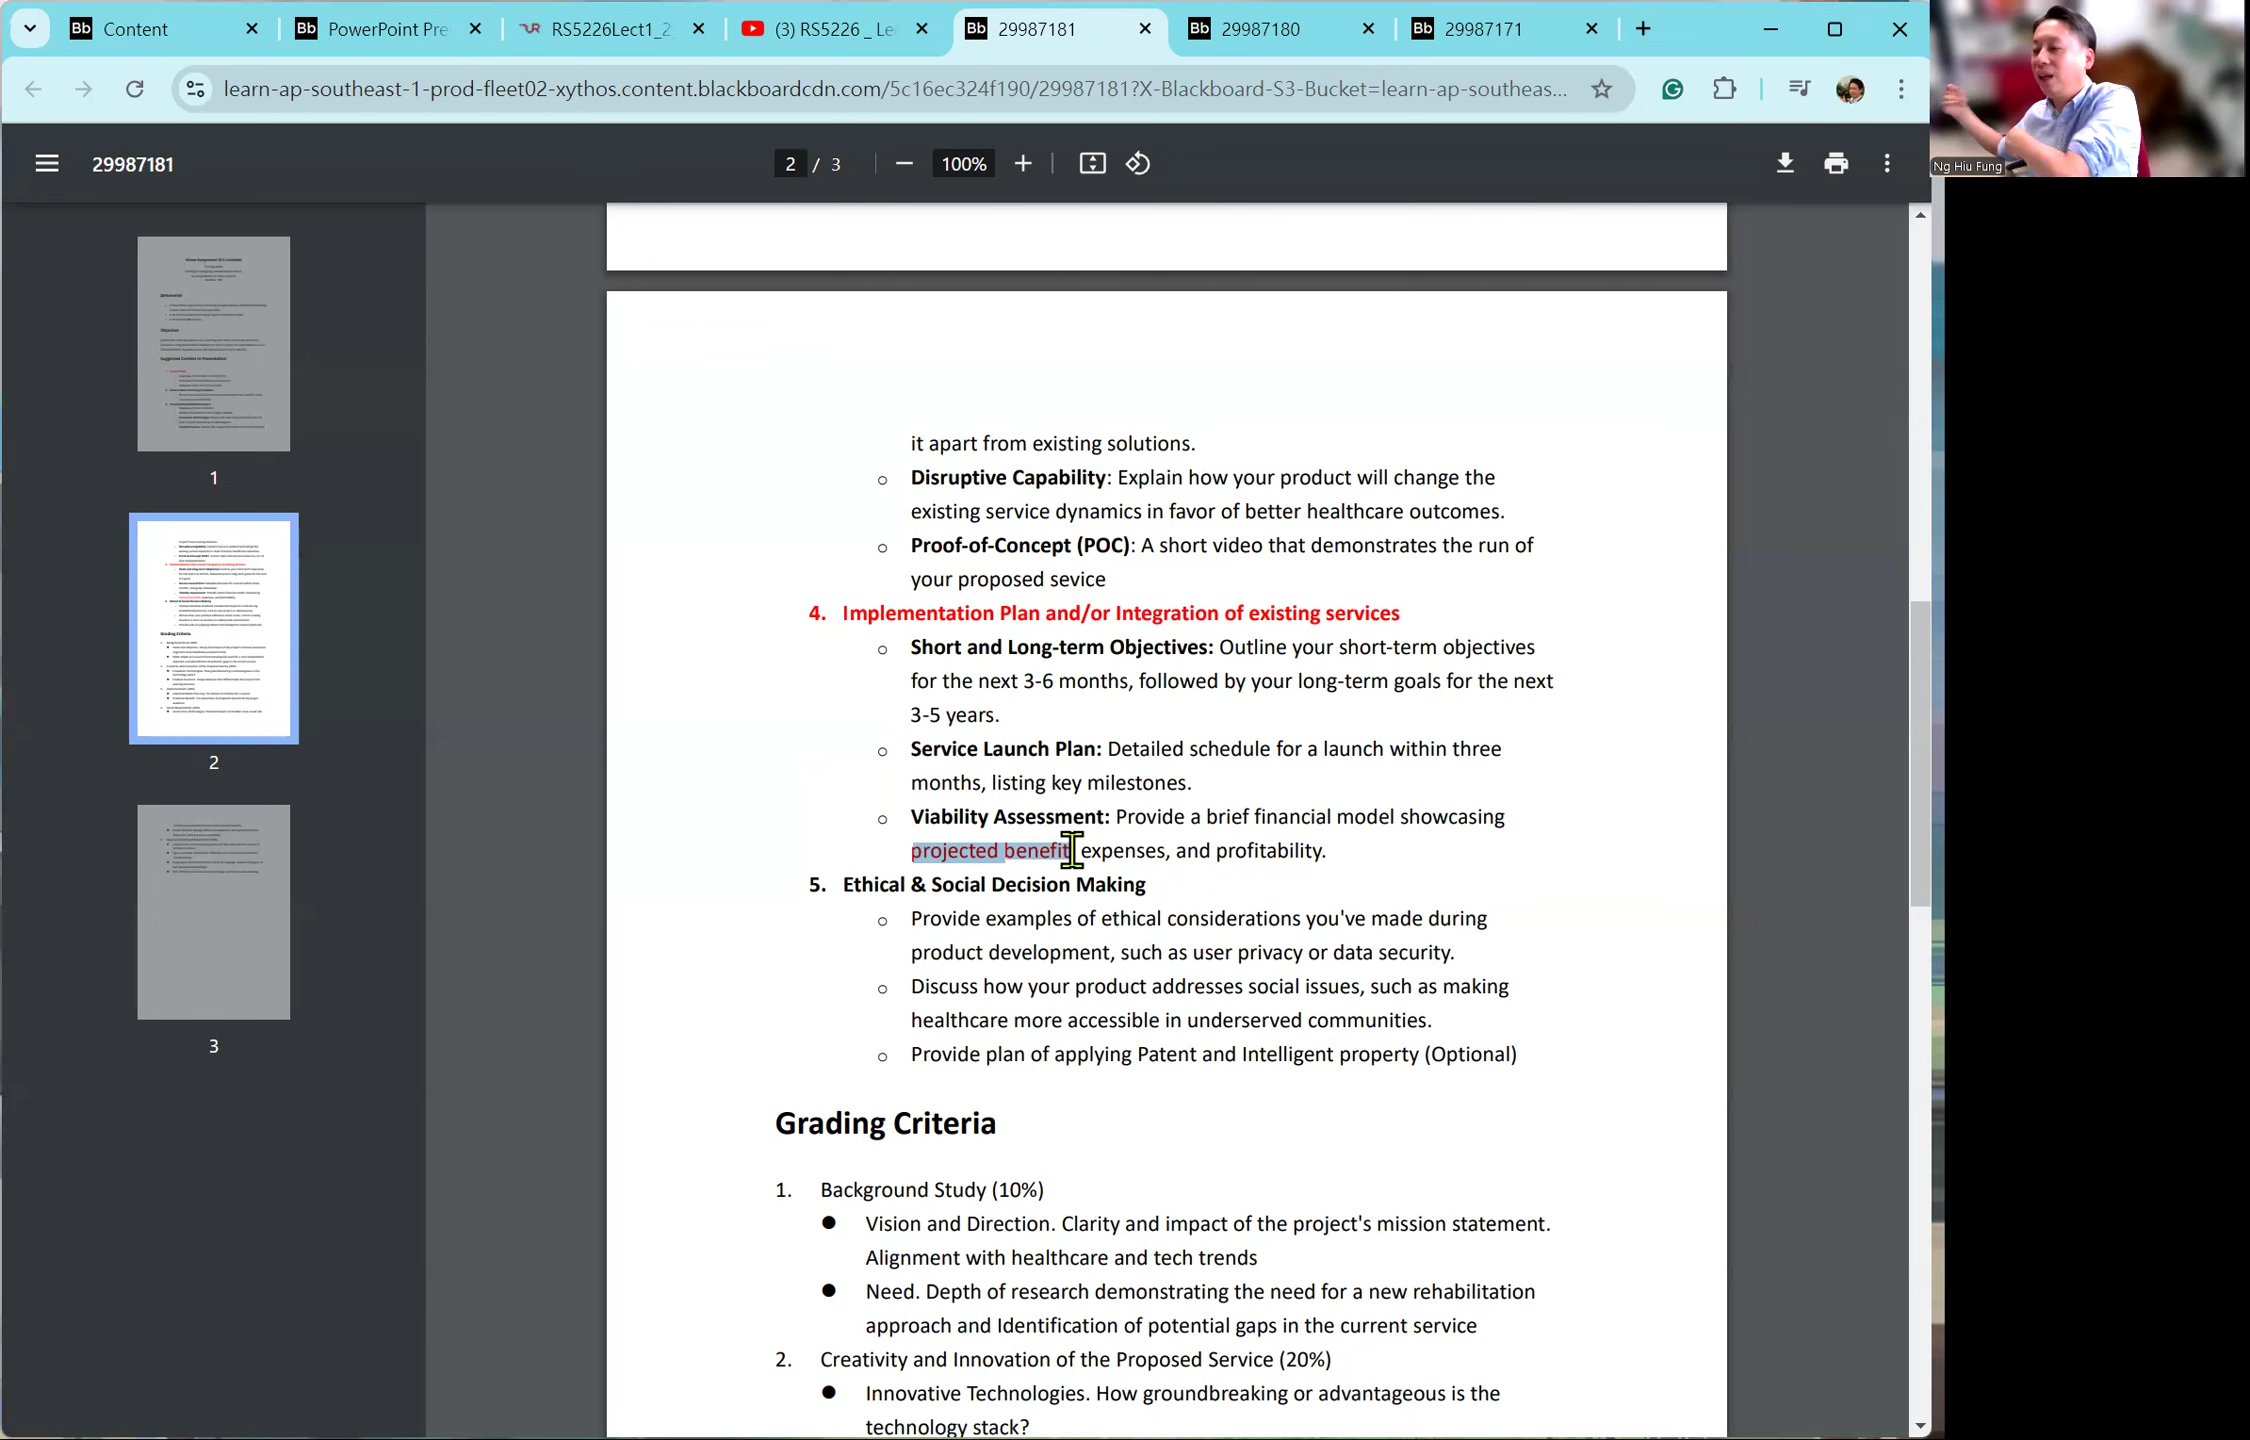 Content
PowerPoint Pre
RS5226Lect1_2
(3) RS5226 _ Le
29987181
29987180
29987171
learn-ap-southeast-1-prod-fleet02-xythos.content.blackboardcdn.com/5c16ec324f190/29987181?X-Blackboard-S3-Bucket=learn-ap-southeas...
Ng Hiu Fung
29987181
2 / 3
100%
1
2
3
it apart from existing solutions.
○ Disruptive Capability: Explain how your product will change the
existing service dynamics in favor of better healthcare outcomes.
○ Proof-of-Concept (POC): A short video that demonstrates the run of
your proposed sevice
4. Implementation Plan and/or Integration of existing services
○ Short and Long-term Objectives: Outline your short-term objectives
for the next 3-6 months, followed by your long-term goals for the next
3-5 years.
○ Service Launch Plan: Detailed schedule for a launch within three
months, listing key milestones.
○ Viability Assessment: Provide a brief financial model showcasing
projected benefit expenses, and profitability.
5. Ethical & Social Decision Making
○ Provide examples of ethical considerations you've made during
product development, such as user privacy or data security.
○ Discuss how your product addresses social issues, such as making
healthcare more accessible in underserved communities.
○ Provide plan of applying Patent and Intelligent property (Optional)
Grading Criteria
1. Background Study (10%)
● Vision and Direction. Clarity and impact of the project's mission statement.
Alignment with healthcare and tech trends
● Need. Depth of research demonstrating the need for a new rehabilitation
approach and Identification of potential gaps in the current service
2. Creativity and Innovation of the Proposed Service (20%)
● Innovative Technologies. How groundbreaking or advantageous is the
technology stack?